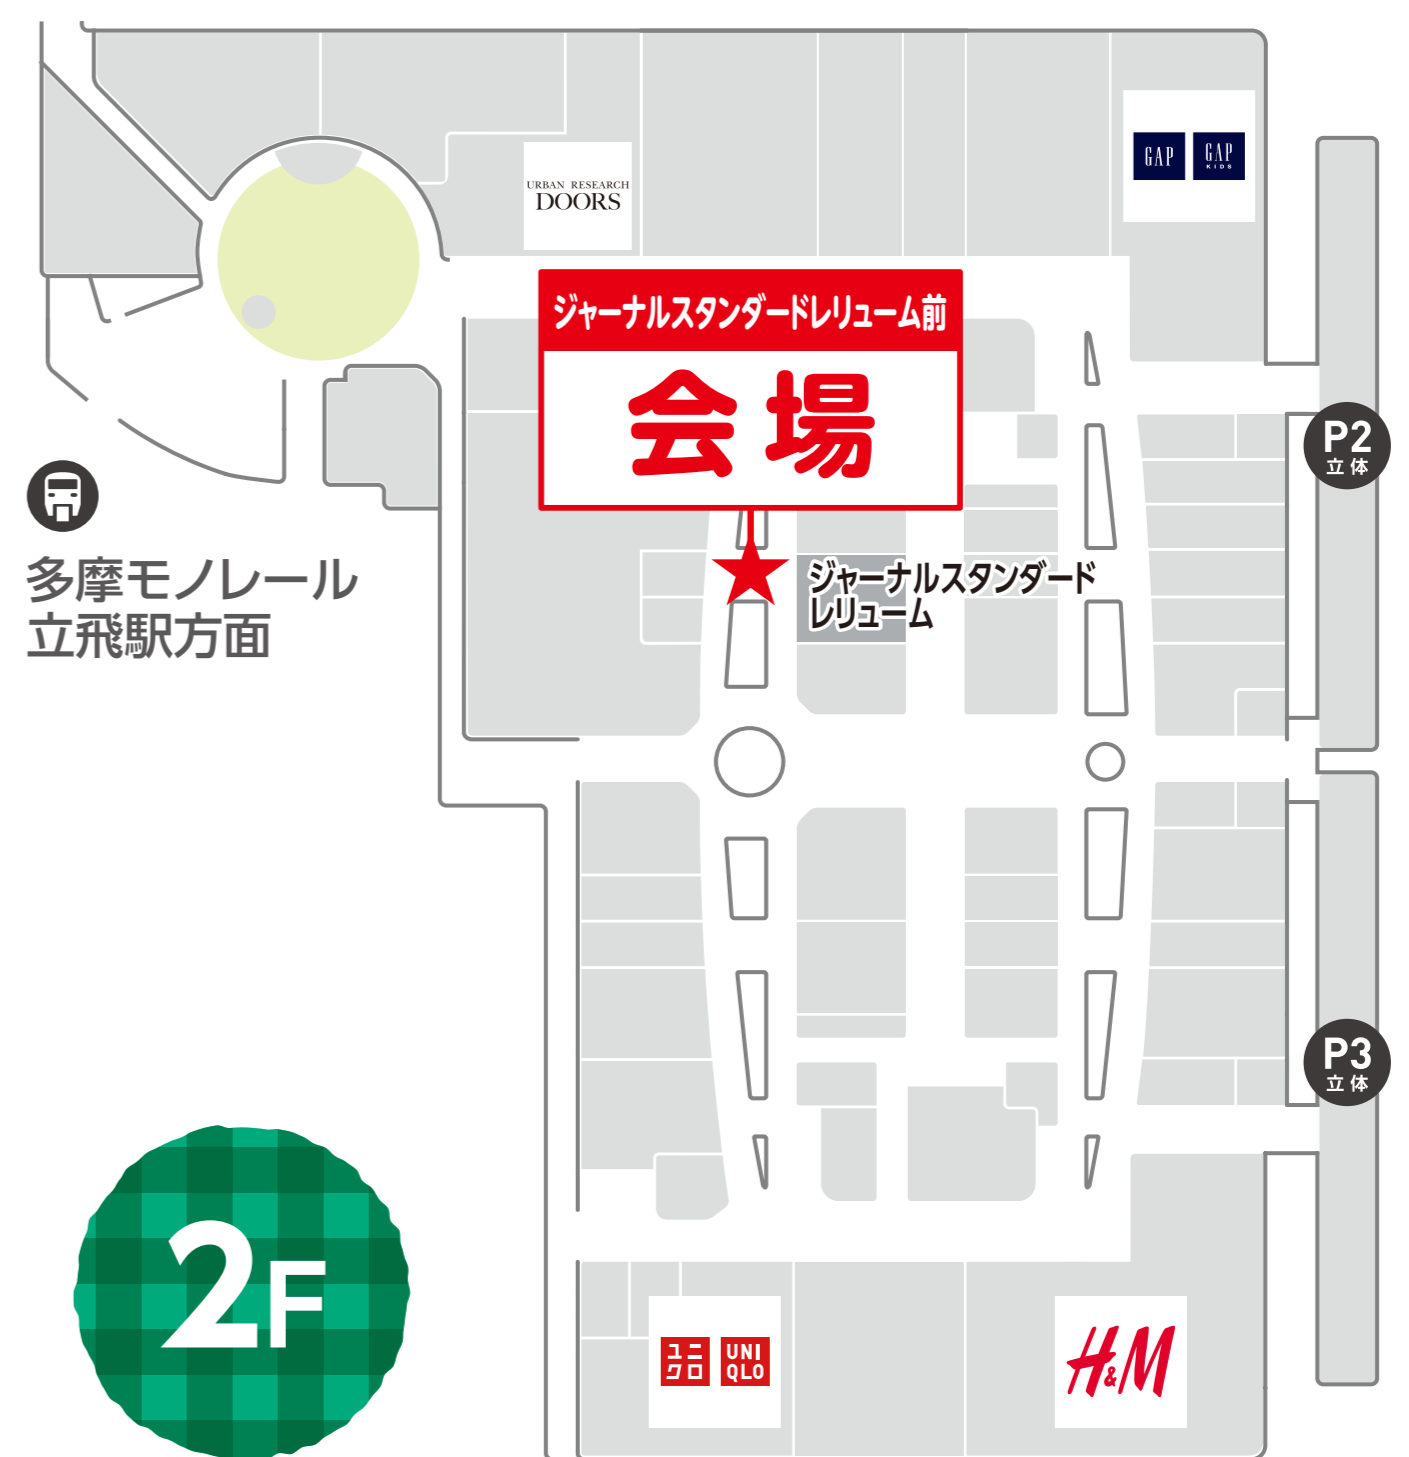 URBAN RESEARCH
DOORS
GAP
GAP
KIDS
ジャーナルスタンダードレリューム前
会場
P2
立体
多摩モノレール
立飛駅方面
ジャーナルスタンダード
レリューム
P3
立体
2F
ユニ
クロ
UNI
QLO
H&M